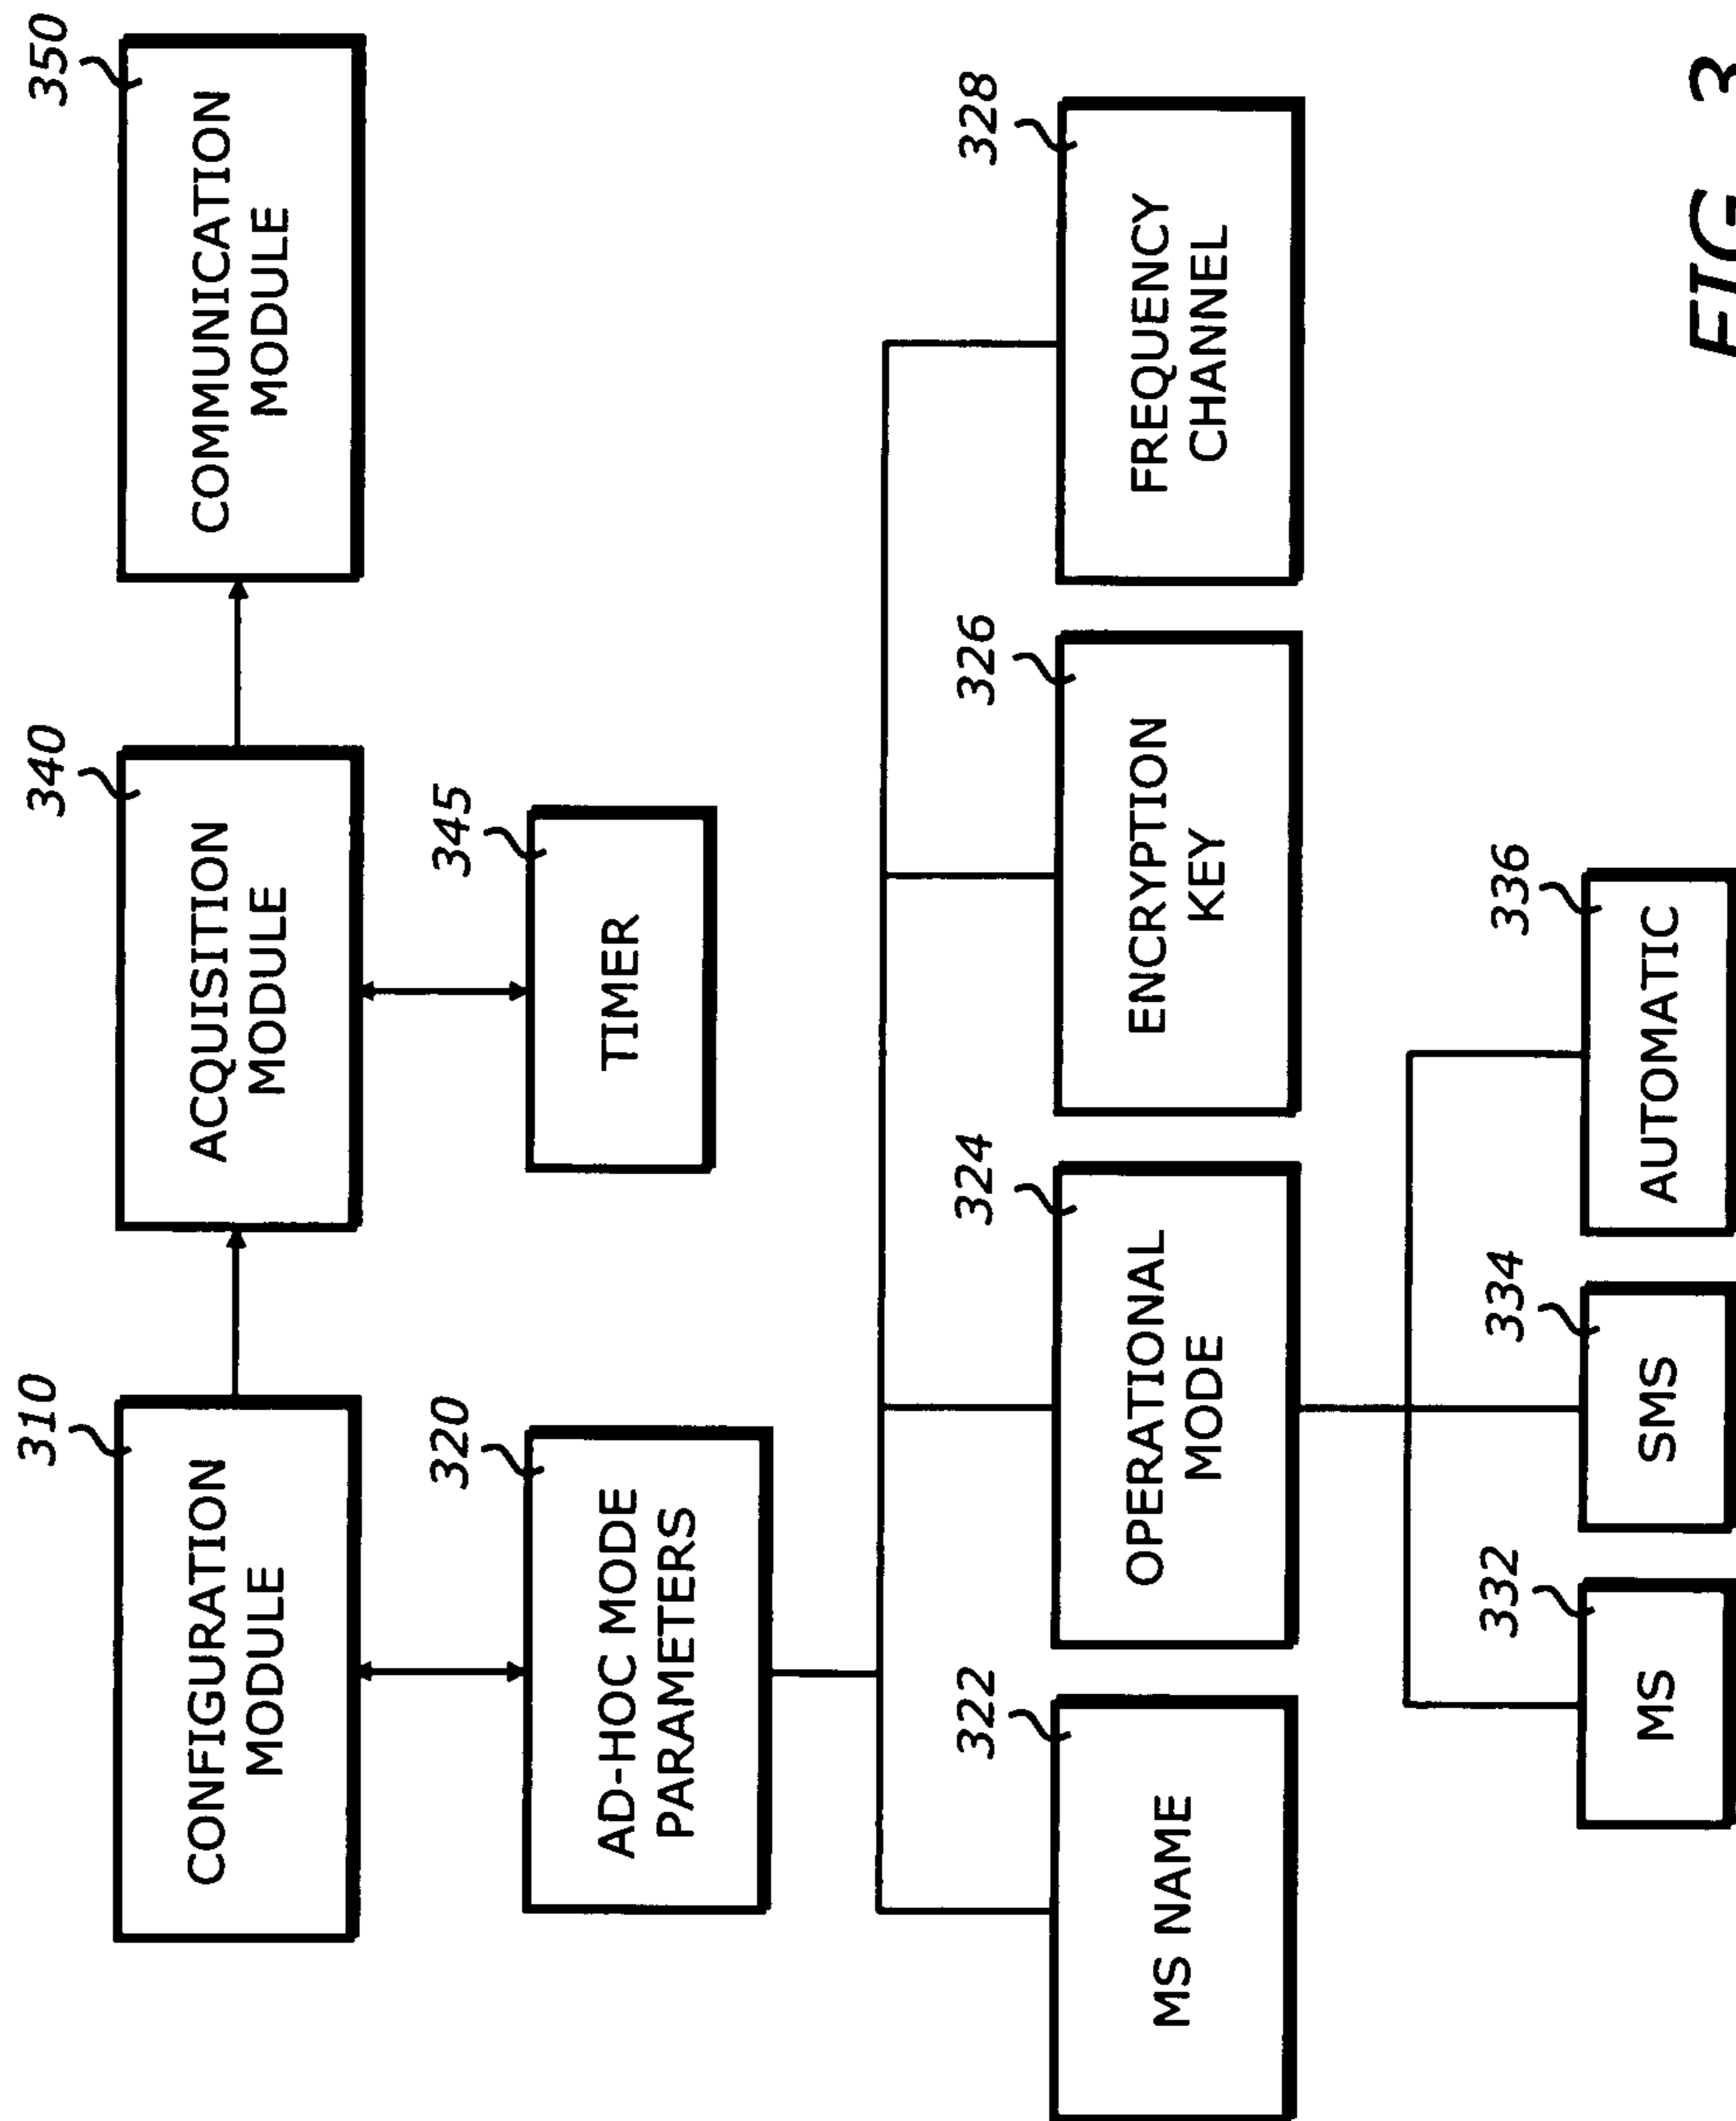 310
CONFIGURATION
MODULE
340
ACQUISITION
MODULE
350
COMMUNICATION
MODULE
320
AD-HOC MODE
PARAMETERS
345
TIMER
322
MS NAME
324
OPERATIONAL
MODE
326
ENCRYPTION
KEY
328
FREQUENCY
CHANNEL
332
MS
334
SMS
336
AUTOMATIC
FIG. 3